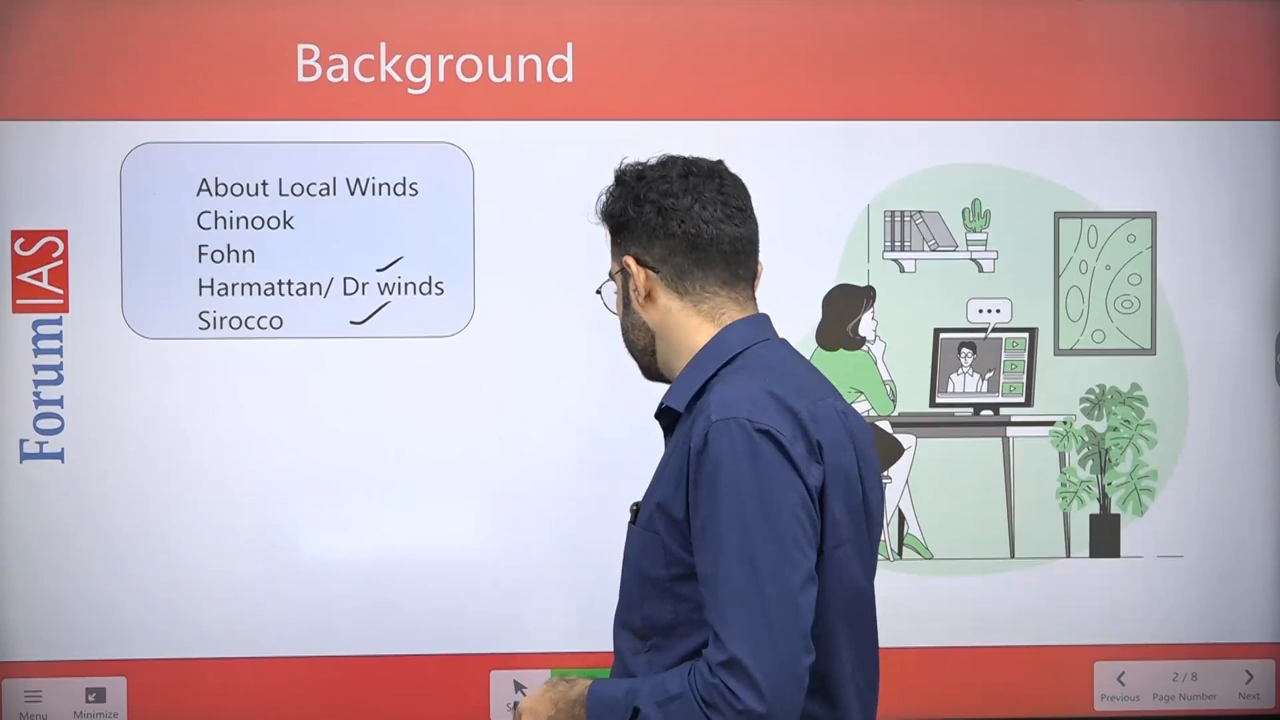 Background
About Local Winds
Chinook
Fohn
Harmattan/ Dr winds
Sirocco
Forum IAS
Menu
Minimize
2 / 8
Previous
Page Number
Next